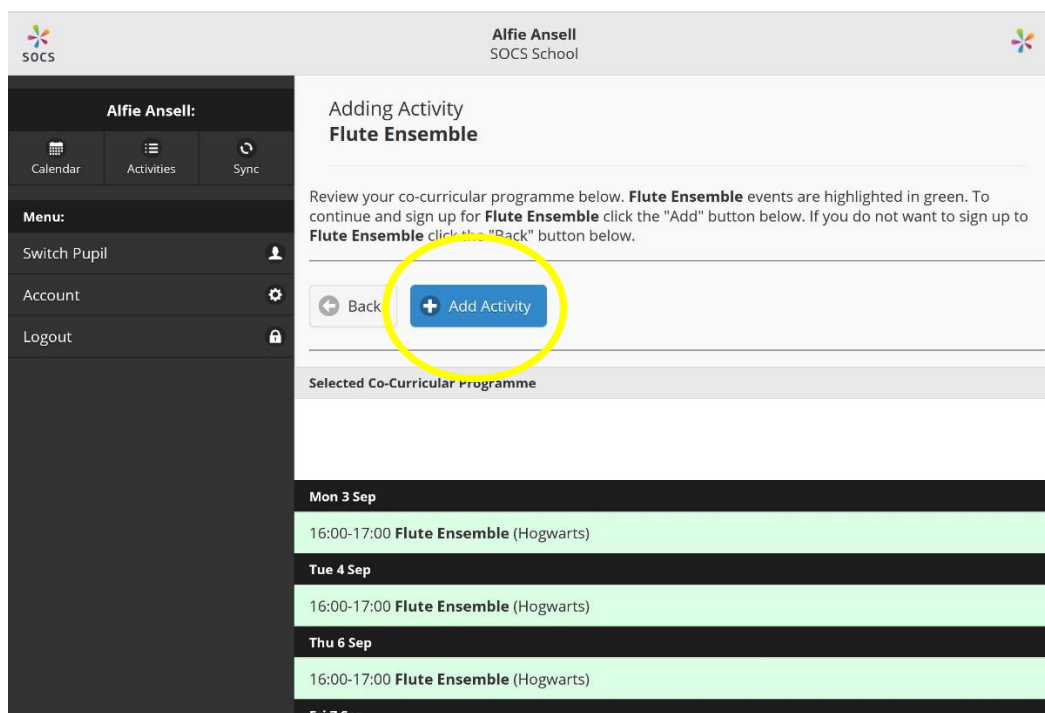 socs
Alfie Ansell
SOCS School
Alfie Ansell:
Calendar
Activities
Sync
Menu:
Switch Pupil
Account
Logout
Adding Activity
Flute Ensemble
Review your co-curricular programme below. Flute Ensemble events are highlighted in green. To
continue and sign up for Flute Ensemble click the "Add" button below. If you do not want to sign up to
Flute Ensemble click the "Back" button below.
Back
Add Activity
Selected Co-Curricular Programme
Mon 3 Sep
16:00-17:00 Flute Ensemble (Hogwarts)
Tue 4 Sep
16:00-17:00 Flute Ensemble (Hogwarts)
Thu 6 Sep
16:00-17:00 Flute Ensemble (Hogwarts)